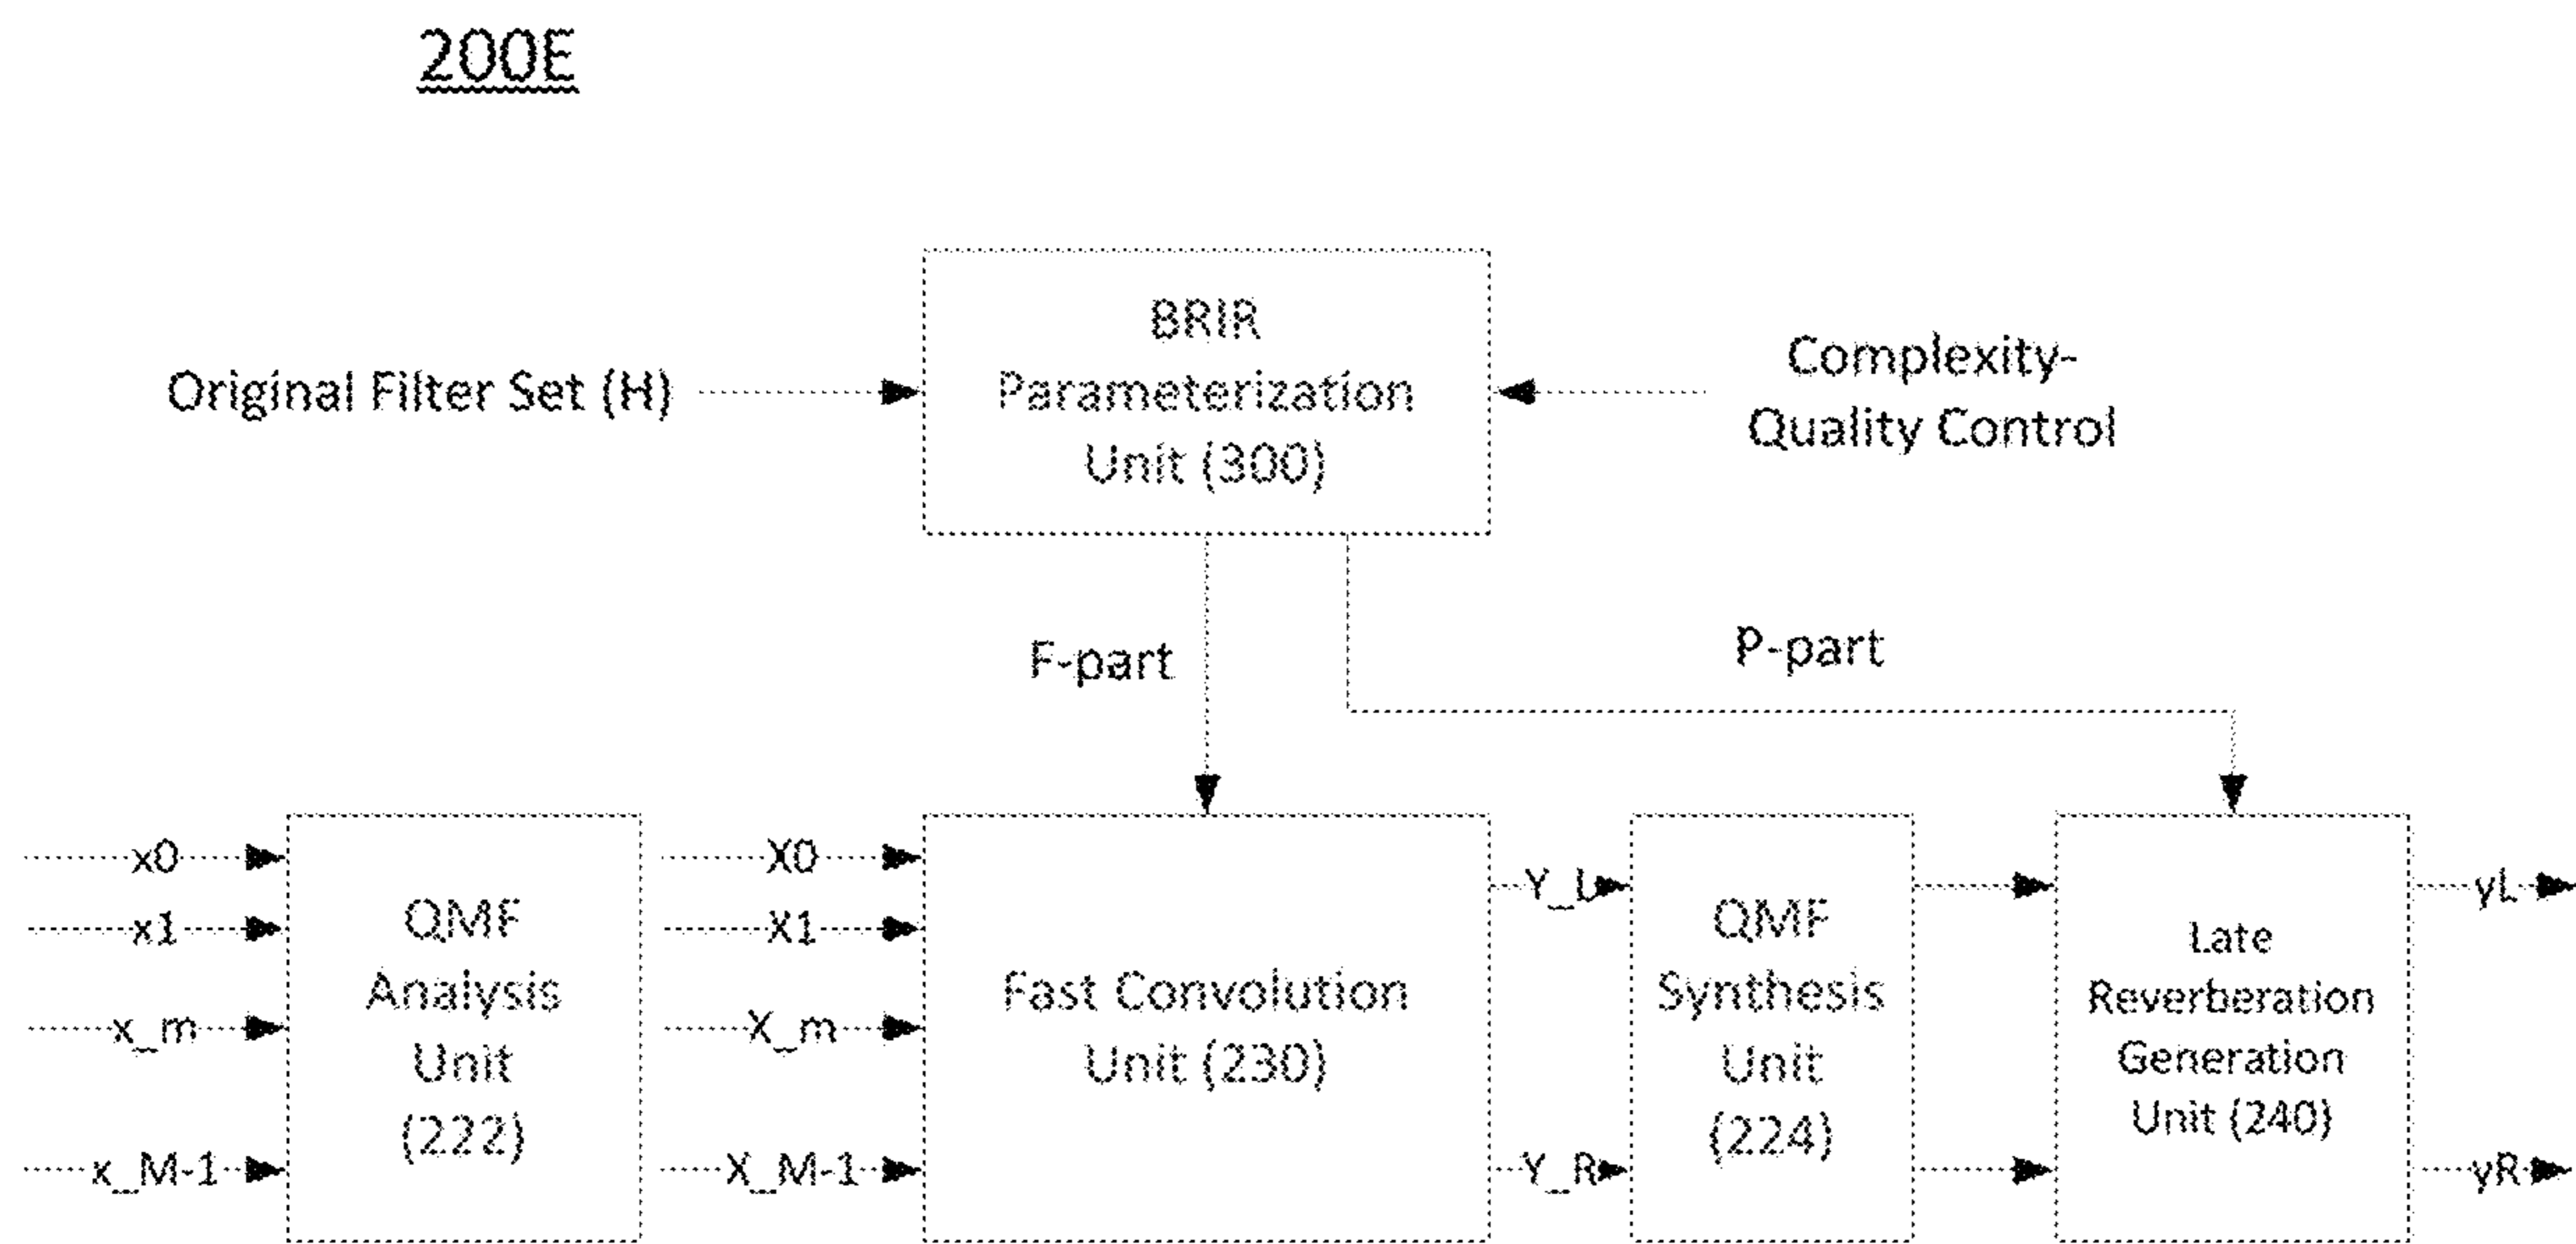 200E
BRIR
Parameterization
Unit (300)
Original Filter Set (H)
Complexity-
Quality Control
F-part
P-part
x0
x1
x_m
x_M-1
QMF
Analysis
Unit
(222)
X0
X1
X_m
X_M-1
Fast Convolution
Unit (230)
Y_L
Y_R
QMF
Synthesis
Unit
(224)
Late
Reverberation
Generation
Unit (240)
yL
yR